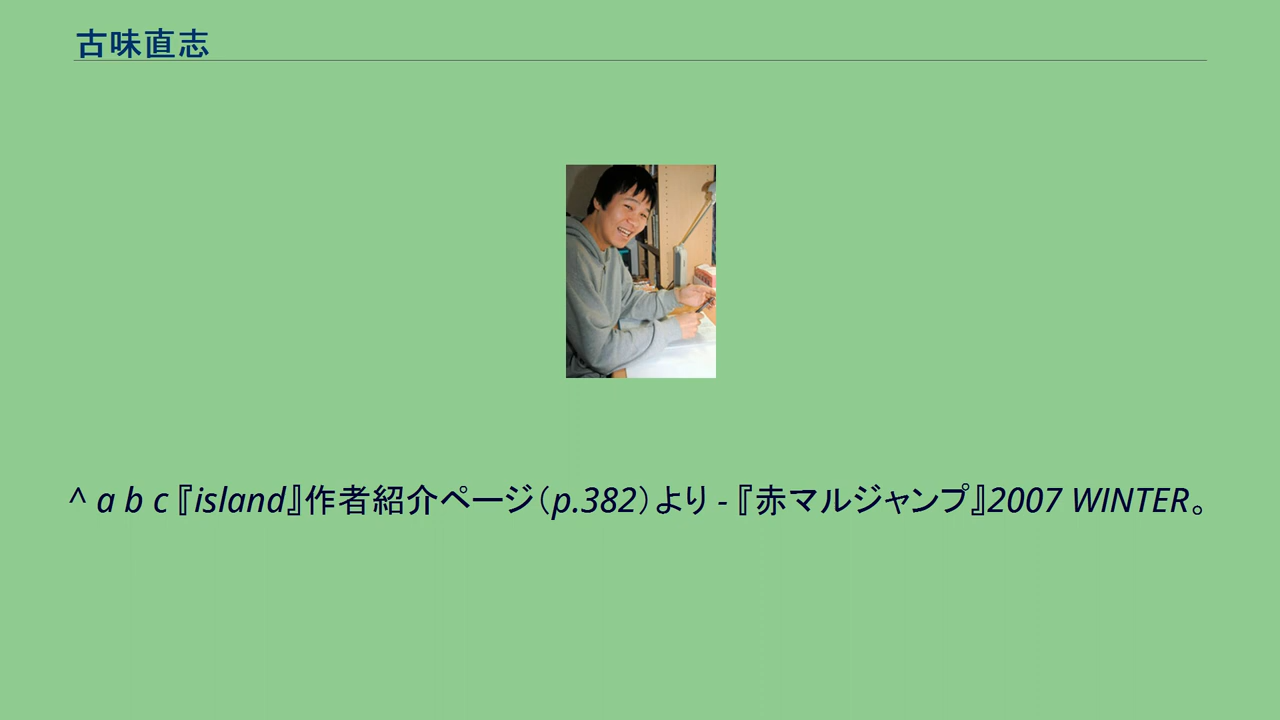 古味直志
^ a b c 『island』作者紹介ページ（p.382）より - 『赤マルジャンプ』2007 WINTER。